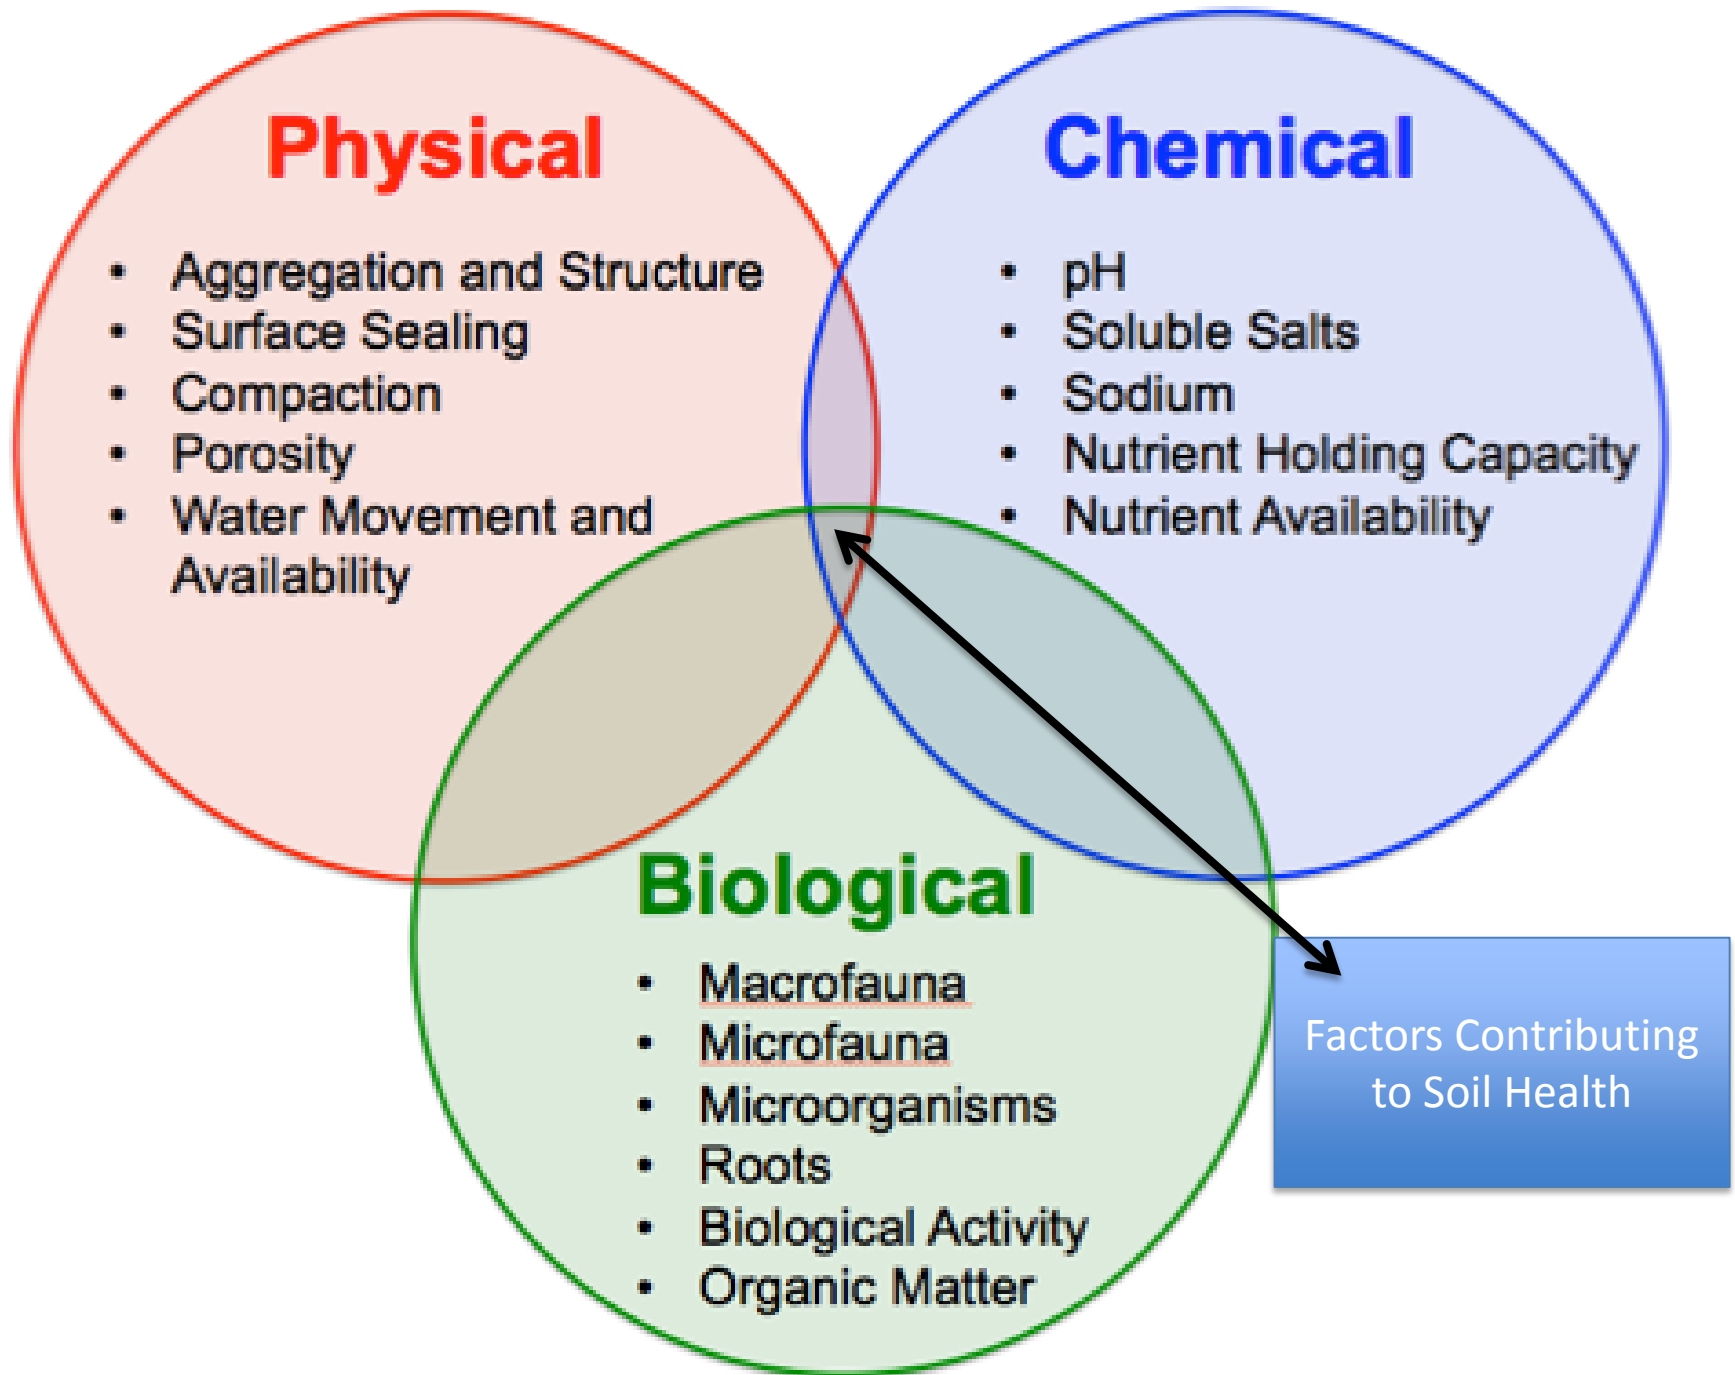 Physical
• Aggregation and Structure
• Surface Sealing
• Compaction
• Porosity
• Water Movement and
Availability
Chemical
• pH
• Soluble Salts
• Sodium
• Nutrient Holding Capacity
• Nutrient Availability
Biological
• Macrofauna
• Microfauna
• Microorganisms
• Roots
• Biological Activity
• Organic Matter
Factors Contributing
to Soil Health